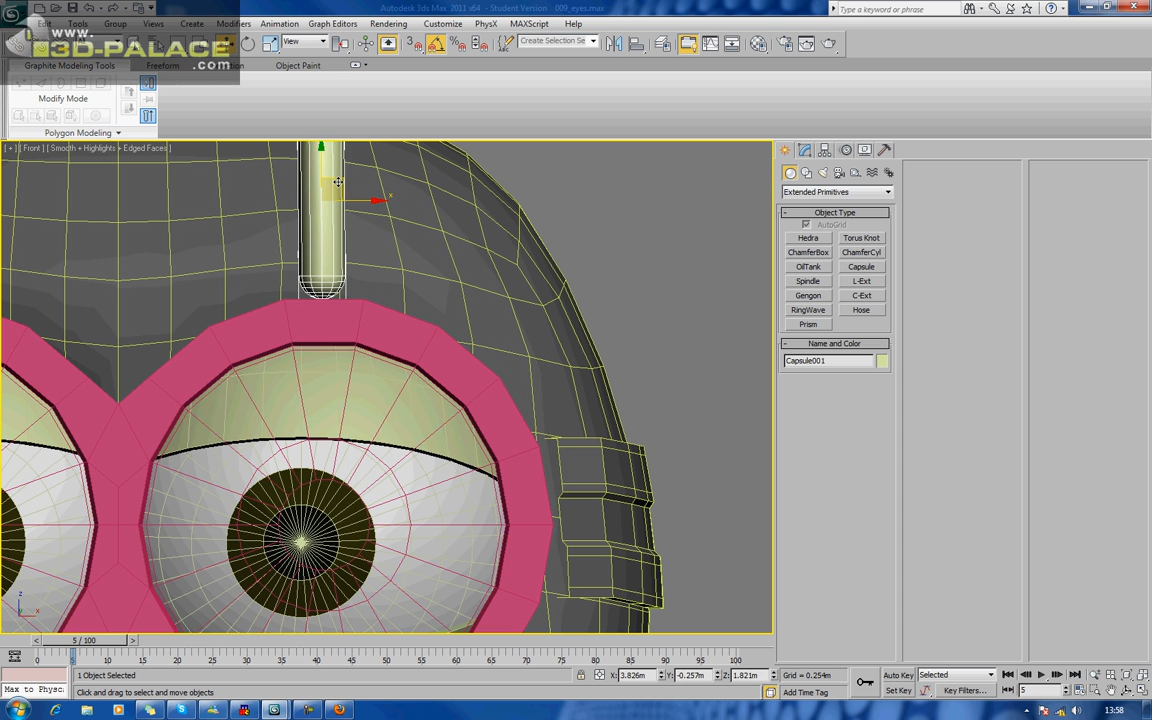 Autodesk 3ds Max 2011 x64 - Student Version 009_eyes.max
Type a keyword or phrase
Edit Tools Group Views Create Modifiers Animation Graph Editors Rendering Customize PhysX MAXScript Help
www.
3D-PALACE
.com
View
Create Selection Se
Graphite Modeling Tools Freeform Selection Object Paint
Modify Mode
Polygon Modeling
[ + ] [ Front ] [ Smooth + Highlights + Edged Faces ]
Extended Primitives
Object Type
AutoGrid
Hedra Torus Knot
ChamferBox ChamferCyl
OilTank Capsule
Spindle L-Ext
Gengon C-Ext
RingWave Hose
Prism
Name and Color
Capsule001
x
z
x
5 / 100
0 5 10 15 20 25 30 35 40 45 50 55 60 65 70 75 80 85 90 95 100
1 Object Selected X: 3.826m Y: -0.257m Z: 1.821m Grid = 0.254m Auto Key Selected
Max to Physc. Click and drag to select and move objects Add Time Tag Set Key Key Filters... 5
13:58